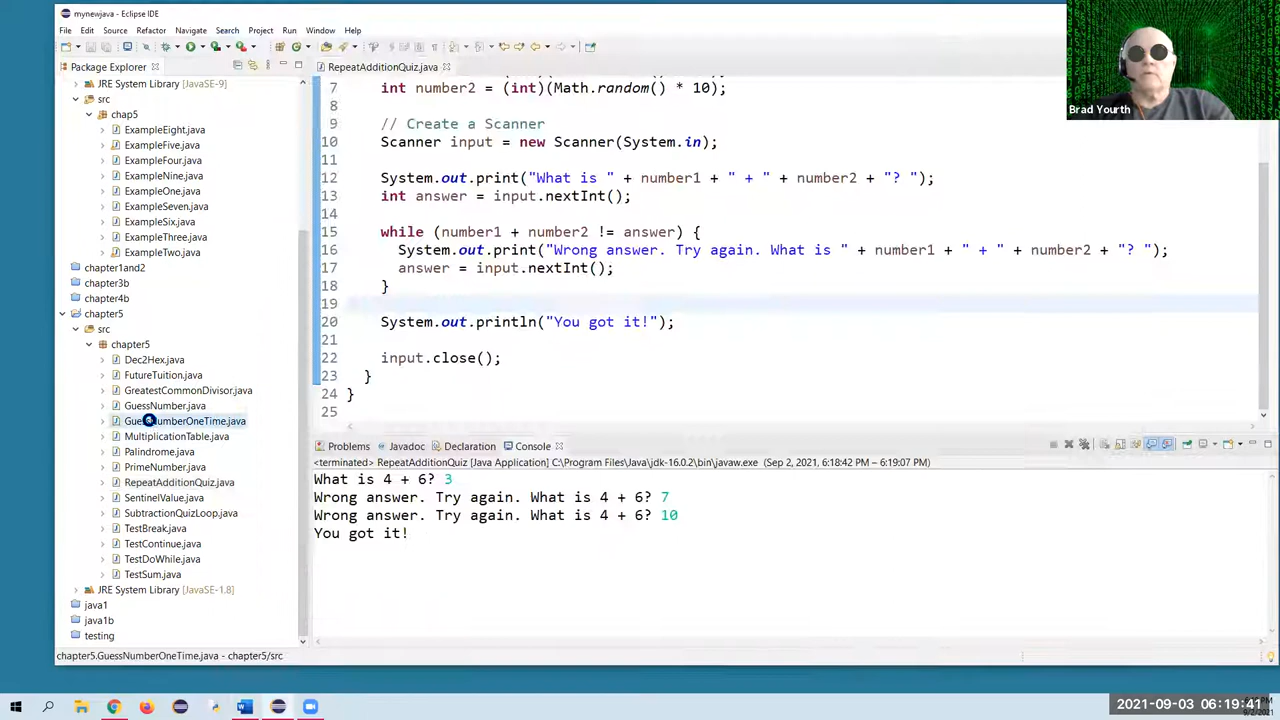 mynewjava - Eclipse IDE
File Edit Source Refactor Navigate Search Project Run Window Help
Package Explorer
JRE System Library [JavaSE-9]
src
chap5
ExampleEight.java
ExampleFive.java
ExampleFour.java
ExampleNine.java
ExampleOne.java
ExampleSeven.java
ExampleSix.java
ExampleThree.java
ExampleTwo.java
chapter1and2
chapter3b
chapter4b
chapter5
src
chapter5
Dec2Hex.java
FutureTuition.java
GreatestCommonDivisor.java
GuessNumber.java
GuessNumberOneTime.java
MultiplicationTable.java
Palindrome.java
PrimeNumber.java
RepeatAdditionQuiz.java
SentinelValue.java
SubtractionQuizLoop.java
TestBreak.java
TestContinue.java
TestDoWhile.java
TestSum.java
JRE System Library [JavaSE-1.8]
java1
java1b
testing
RepeatAdditionQuiz.java
7 int number2 = (int)(Math.random() * 10);
8
9 // Create a Scanner
10 Scanner input = new Scanner(System.in);
11
12 System.out.print("What is " + number1 + " + " + number2 + "? ");
13 int answer = input.nextInt();
14
15 while (number1 + number2 != answer) {
16 System.out.print("Wrong answer. Try again. What is " + number1 + " + " + number2 + "? ");
17 answer = input.nextInt();
18 }
19
20 System.out.println("You got it!");
21
22 input.close();
23 }
24 }
25
Problems Javadoc Declaration Console
<terminated> RepeatAdditionQuiz [Java Application] C:\Program Files\Java\jdk-16.0.2\bin\javaw.exe (Sep 2, 2021, 6:18:42 PM – 6:19:07 PM)
What is 4 + 6? 3
Wrong answer. Try again. What is 4 + 6? 7
Wrong answer. Try again. What is 4 + 6? 10
You got it!
chapter5.GuessNumberOneTime.java - chapter5/src
Brad Yourth
2021-09-03 06:19:41
9/2/2021